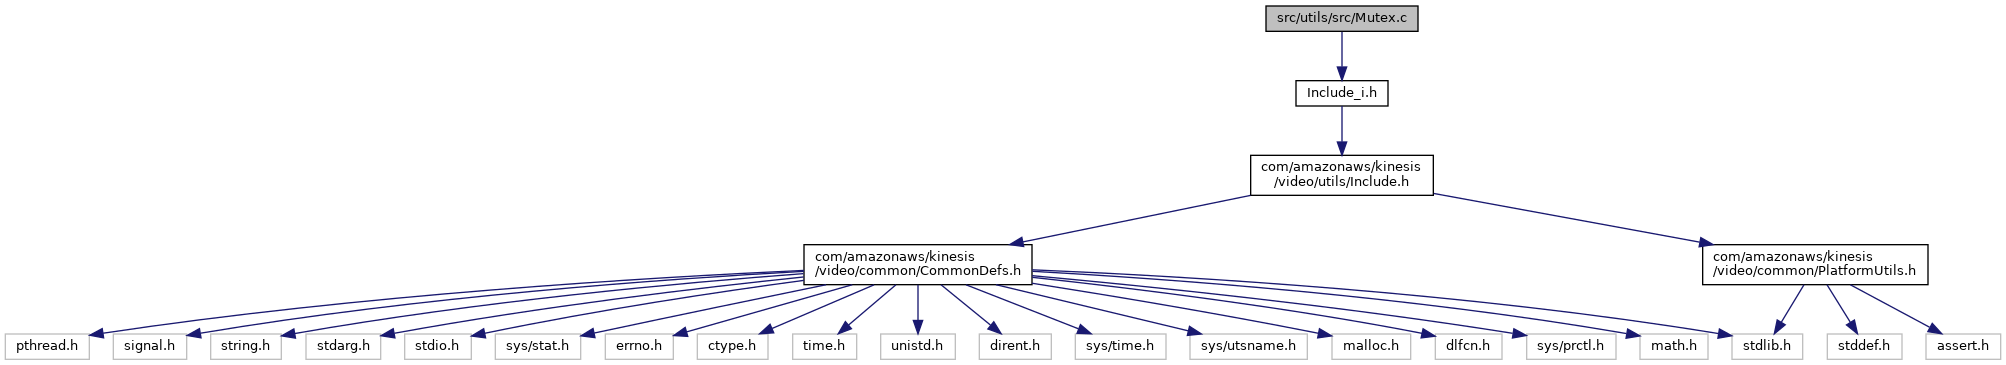 src/utils/src/Mutex.c
Include_i.h
com/amazonaws/kinesis
/video/utils/Include.h
com/amazonaws/kinesis
/video/common/CommonDefs.h
com/amazonaws/kinesis
/video/common/PlatformUtils.h
pthread.h
signal.h
string.h
stdarg.h
stdio.h
sys/stat.h
errno.h
ctype.h
time.h
unistd.h
dirent.h
sys/time.h
sys/utsname.h
malloc.h
dlfcn.h
sys/prctl.h
math.h
stdlib.h
stddef.h
assert.h